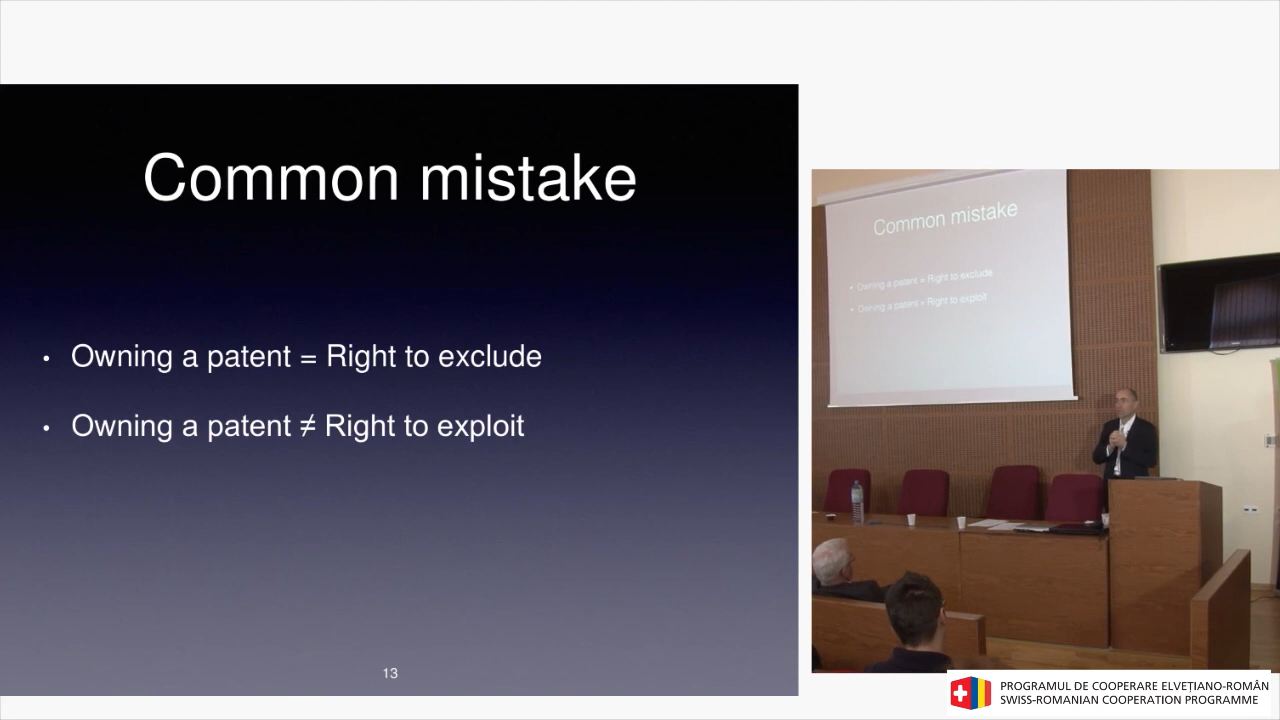 Common mistake
• Owning a patent = Right to exclude
• Owning a patent ≠ Right to exploit
13
Common mistake
• Owning a patent = Right to exclude
• Owning a patent ≠ Right to exploit
PROGRAMUL DE COOPERARE ELVEȚIANO-ROMÂN
SWISS-ROMANIAN COOPERATION PROGRAMME